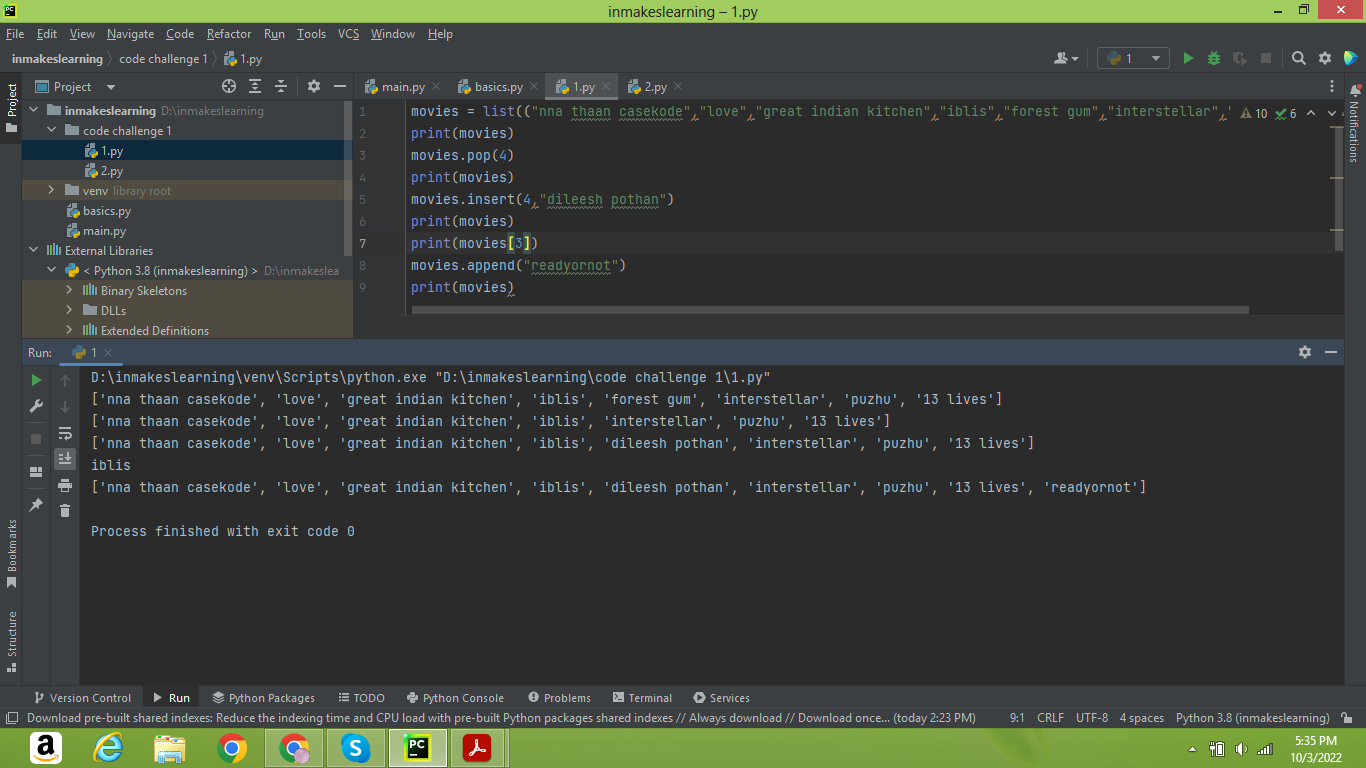 inmakeslearning – 1.py
File Edit View Navigate Code Refactor Run Tools VCS Window Help
inmakeslearning code challenge 1 1.py
1
Project
Project
inmakeslearning D:\inmakeslearning
code challenge 1
1.py
2.py
venv library root
basics.py
main.py
External Libraries
< Python 3.8 (inmakeslearning) > D:\inmakeslea
Binary Skeletons
DLLs
Extended Definitions
main.py basics.py 1.py 2.py
1 movies = list(("nna thaan casekode","love","great indian kitchen","iblis","forest gum","interstellar",'
10 6
2 print(movies)
3 movies.pop(4)
4 print(movies)
5 movies.insert(4,"dileesh pothan")
6 print(movies)
7 print(movies[3])
8 movies.append("readyornot")
9 print(movies)
Notifications
Run: 1
D:\inmakeslearning\venv\Scripts\python.exe "D:\inmakeslearning\code challenge 1\1.py"
['nna thaan casekode', 'love', 'great indian kitchen', 'iblis', 'forest gum', 'interstellar', 'puzhu', '13 lives']
['nna thaan casekode', 'love', 'great indian kitchen', 'iblis', 'interstellar', 'puzhu', '13 lives']
['nna thaan casekode', 'love', 'great indian kitchen', 'iblis', 'dileesh pothan', 'interstellar', 'puzhu', '13 lives']
iblis
['nna thaan casekode', 'love', 'great indian kitchen', 'iblis', 'dileesh pothan', 'interstellar', 'puzhu', '13 lives', 'readyornot']
Process finished with exit code 0
Bookmarks
Structure
Version Control Run Python Packages TODO Python Console Problems Terminal Services
Download pre-built shared indexes: Reduce the indexing time and CPU load with pre-built Python packages shared indexes // Always download // Download once... (today 2:23 PM) 9:1 CRLF UTF-8 4 spaces Python 3.8 (inmakeslearning)
a e S PC
5:35 PM
10/3/2022